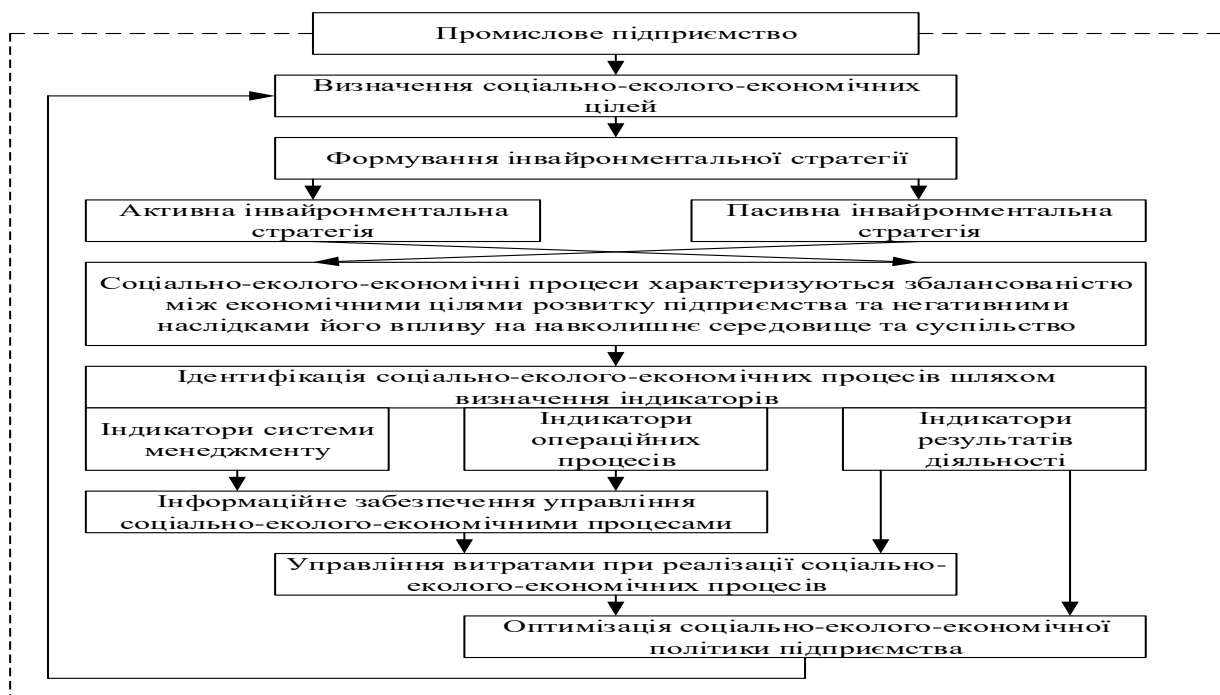 Промислове підприємство
Визначення соціально-еколого-економічних
цілей
Формування інвайронментальної стратегії
Активна інвайронментальна
стратегія
Пасивна інвайронментальна
стратегія
Соціально-еколого-економічні процеси характеризуються збалансованістю
між економічними цілями розвитку підприємства та негативними
наслідками його впливу на навколишнє середовище та суспільство
Ідентифікація соціально-еколого-економічних процесів шляхом
визначення індикаторів
Індикатори системи
менеджменту
Індикатори
операційних
процесів
Індикатори
результатів
діяльності
Інформаційне забезпечення управління
соціально-еколого-економічними процесами
Управління витратами при реалізації соціально-
еколого-економічних процесів
Оптимізація соціально-еколого-економічної
політики підприємства